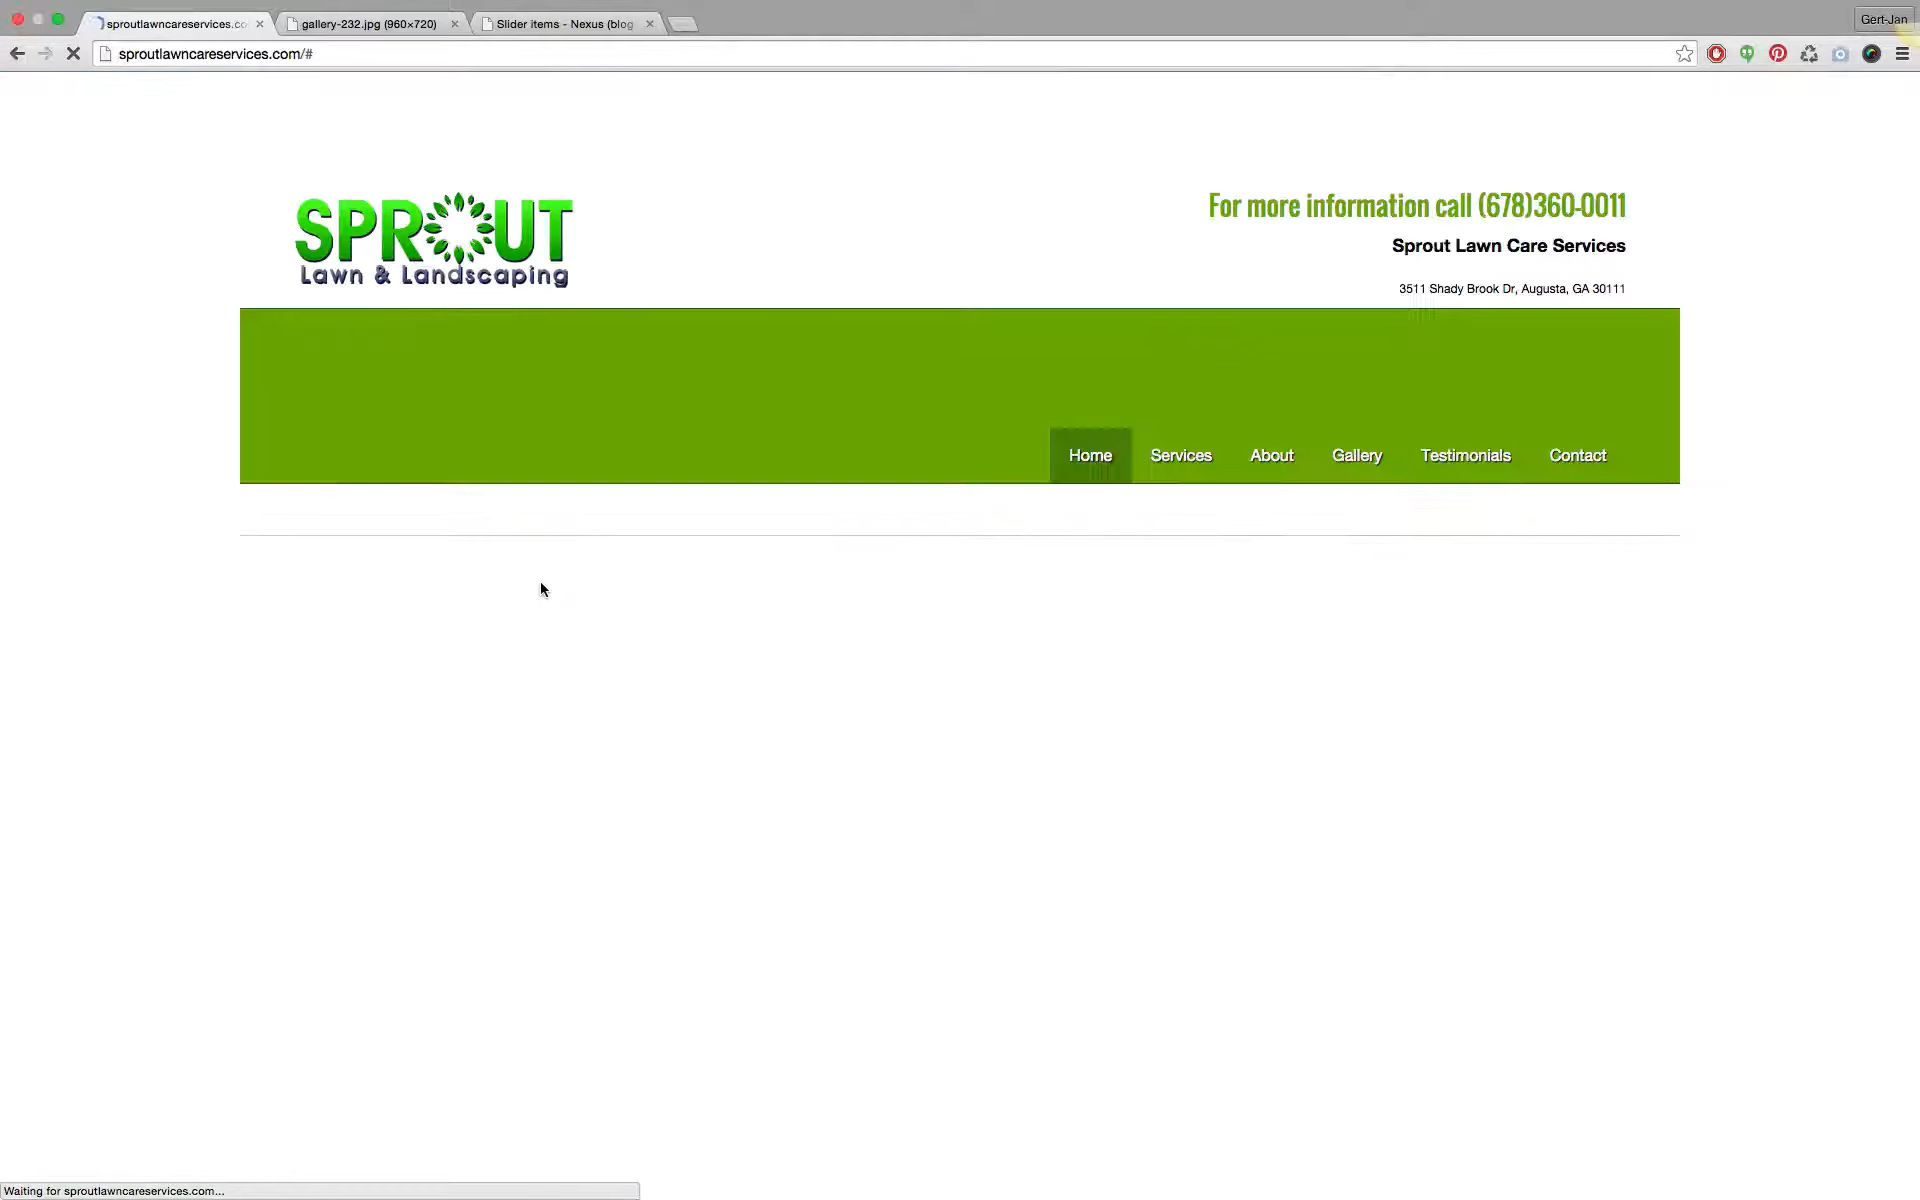 sproutlawncareservices.co
gallery-232.jpg (960×720)
Slider items - Nexus (blog
Gert-Jan
sproutlawncareservices.com/#
SPROUT
Lawn & Landscaping
For more information call (678)360-0011
Sprout Lawn Care Services
3511 Shady Brook Dr, Augusta, GA 30111
Home
Services
About
Gallery
Testimonials
Contact
Waiting for sproutlawncareservices.com...